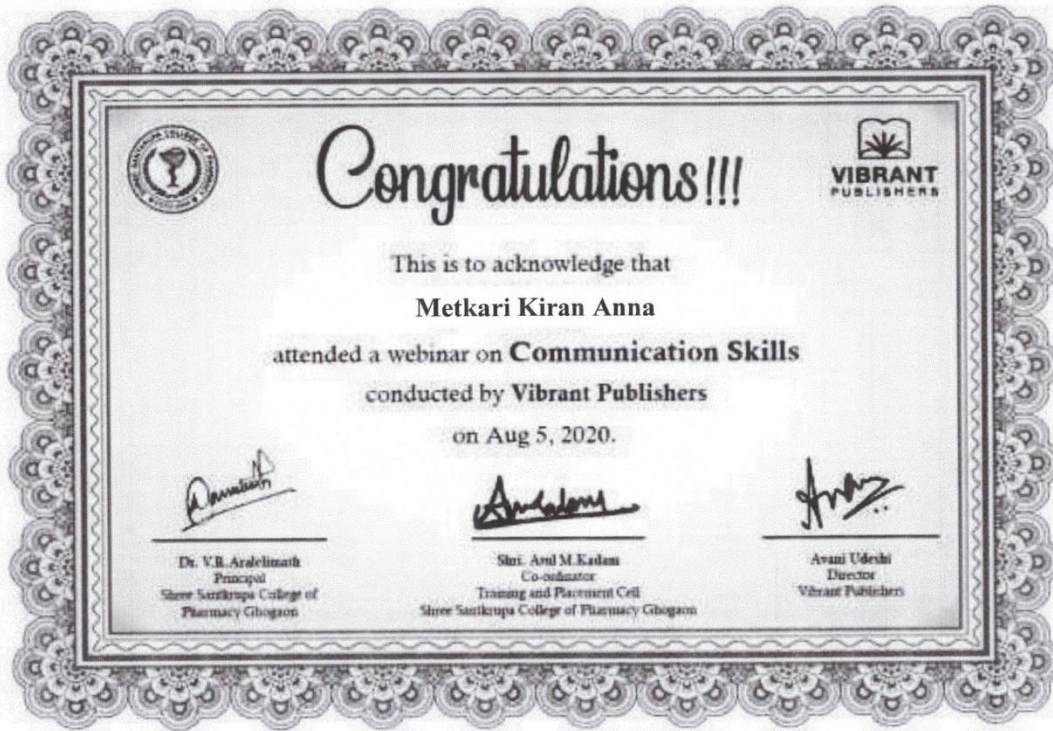 Congratulations!!!
VIBRANT
PUBLISHERS
This is to acknowledge that
Metkari Kiran Anna
attended a webinar on Communication Skills
conducted by Vibrant Publishers
on Aug 5, 2020.
Dr. V.R.
Principal
Shree Santkrupa College of
Pharmacy Ghogaon
Shri. M.Kadam
Co-ordinator
Training and Placement Cell
Shree Santkrupa College of Pharmacy Ghogaon
Avani Udeshi
Director
Vibrant Publishers